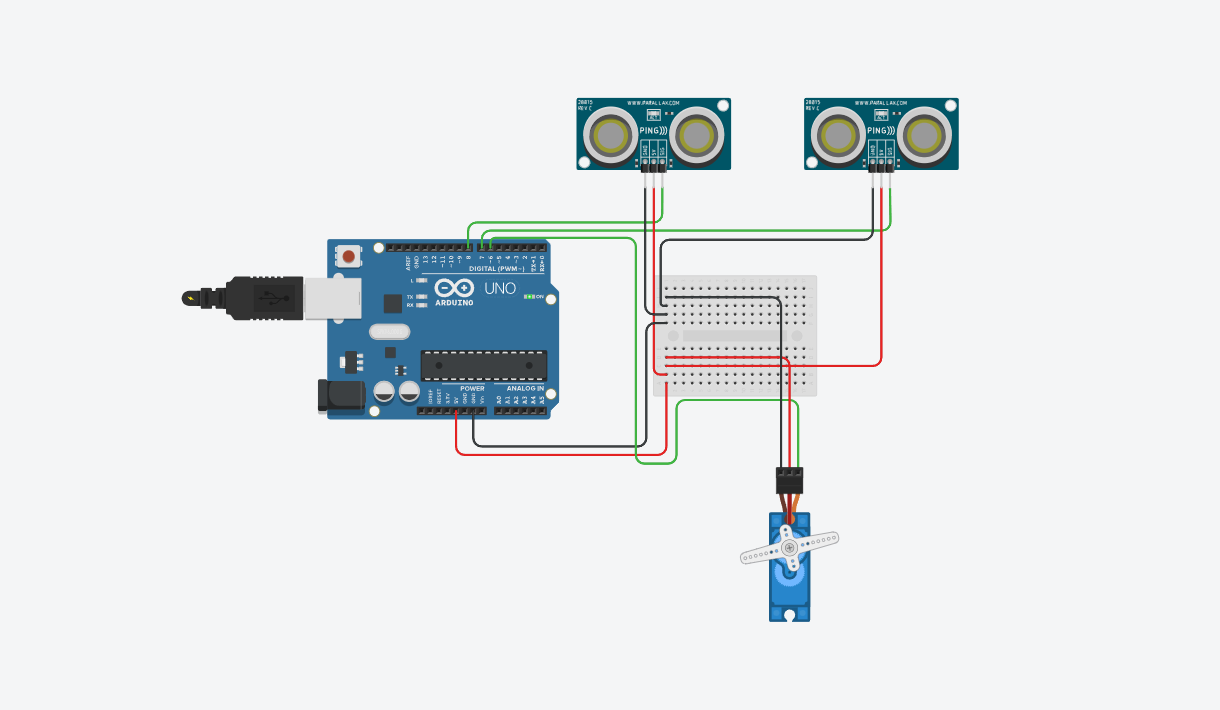 28015
REV C
WWW.PARALLAX.COM
PING)))
GND
5V
SIG
28015
REV C
WWW.PARALLAX.COM
PING)))
GND
5V
SIG
AREF
GND
13
12
~11
~10
~9
8
7
~6
~5
4
~3
2
TX→1
RX←0
DIGITAL (PWM~)
L
TX
RX
UNO
ON
ARDUINO
POWER
ANALOG IN
IOREF
RESET
3.3V
5V
GND
GND
Vin
A0
A1
A2
A3
A4
A5